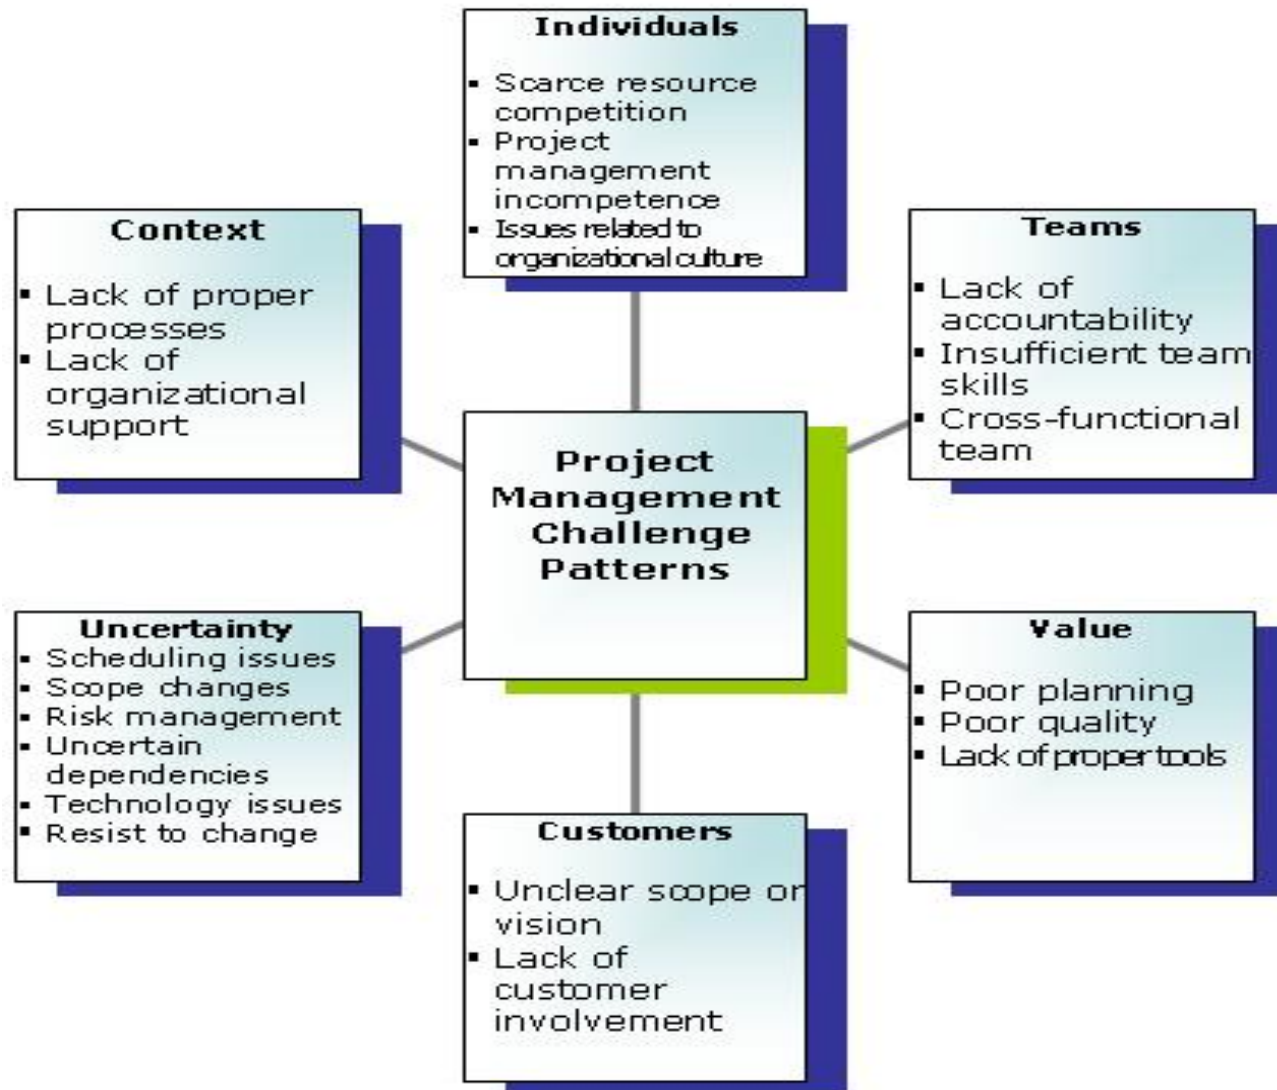 Individuals
▪ Scarce resource
competition
▪ Project
management
incompetence
▪ Issues related to
organizational culture
Context
▪ Lack of proper
processes
▪ Lack of
organizational
support
Teams
▪ Lack of
accountability
▪ Insufficient team
skills
▪ Cross-functional
team
Project
Management
Challenge
Patterns
Uncertainty
▪ Scheduling issues
▪ Scope changes
▪ Risk management
▪ Uncertain
dependencies
▪ Technology issues
▪ Resist to change
Value
▪ Poor planning
▪ Poor quality
▪ Lack of proper tools
Customers
▪ Unclear scope or
vision
▪ Lack of
customer
involvement